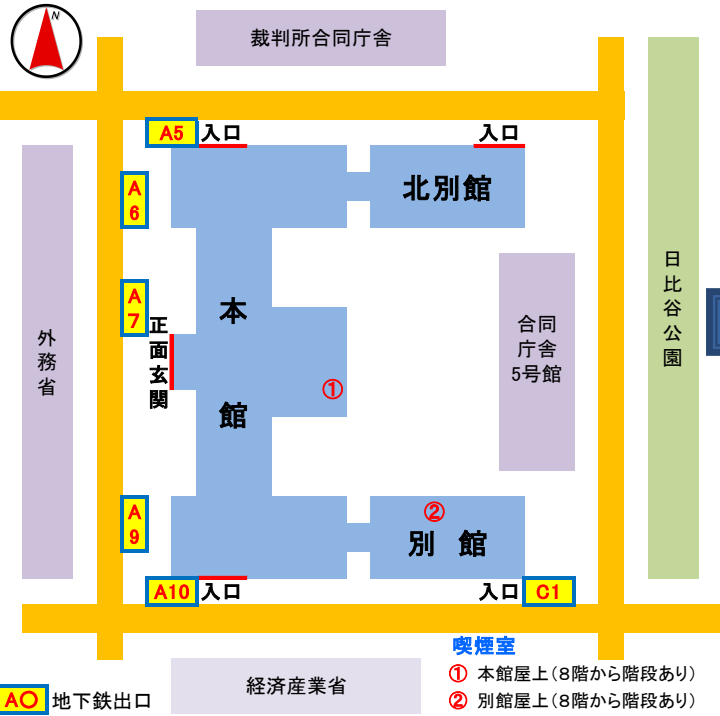 N
裁判所合同庁舎
A5 入口
入口
A6
北別館
A7
正面玄関
本館
①
外務省
合同
庁舎
5号館
日比谷公園
A9
②
別館
A10 入口
入口 C1
喫煙室
① 本館屋上（8階から階段あり）
② 別館屋上（8階から階段あり）
経済産業省
A〇 地下鉄出口